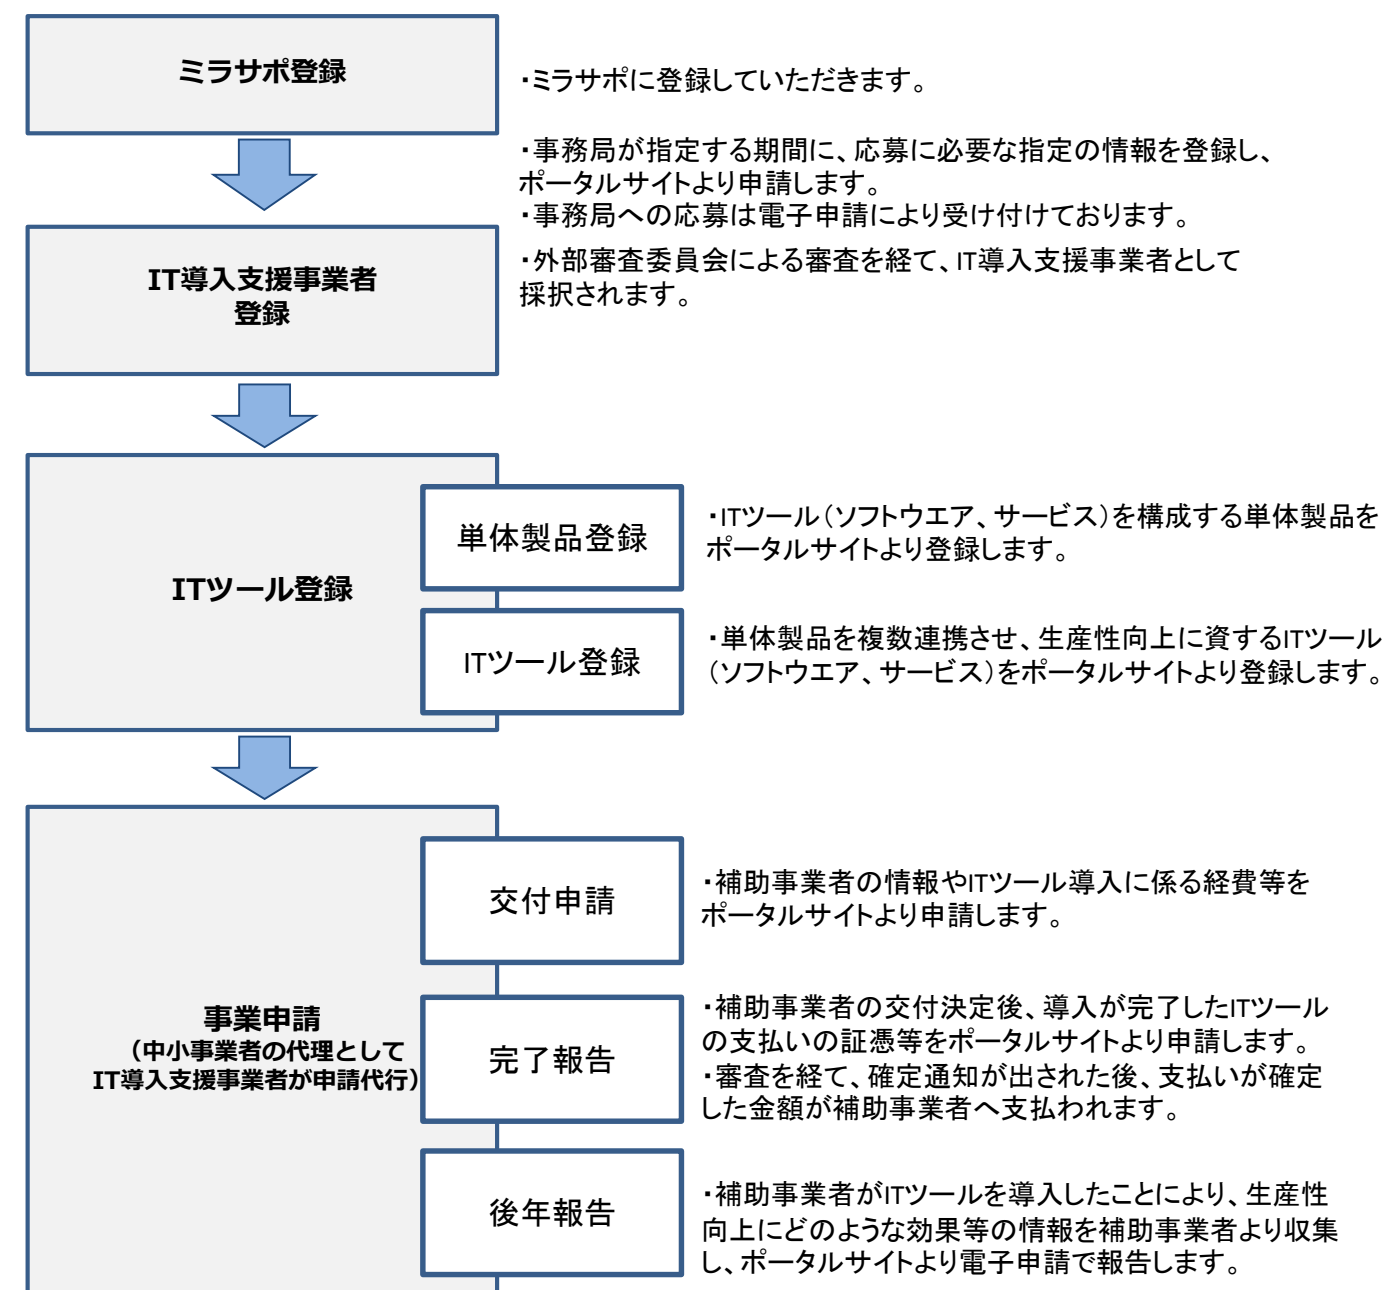 ミラサポ登録
・ミラサポに登録していただきます。
・事務局が指定する期間に、応募に必要な指定の情報を登録し、
ポータルサイトより申請します。
・事務局への応募は電子申請により受け付けております。
IT導入支援事業者
登録
・外部審査委員会による審査を経て、IT導入支援事業者として
採択されます。
ITツール登録
単体製品登録
・ITツール（ソフトウエア、サービス）を構成する単体製品を
ポータルサイトより登録します。
ITツール登録
・単体製品を複数連携させ、生産性向上に資するITツール
（ソフトウエア、サービス）をポータルサイトより登録します。
事業申請
（中小事業者の代理として
IT導入支援事業者が申請代行）
交付申請
・補助事業者の情報やITツール導入に係る経費等を
ポータルサイトより申請します。
完了報告
・補助事業者の交付決定後、導入が完了したITツール
の支払いの証憑等をポータルサイトより申請します。
・審査を経て、確定通知が出された後、支払いが確定
した金額が補助事業者へ支払われます。
後年報告
・補助事業者がITツールを導入したことにより、生産性
向上にどのような効果等の情報を補助事業者より収集
し、ポータルサイトより電子申請で報告します。